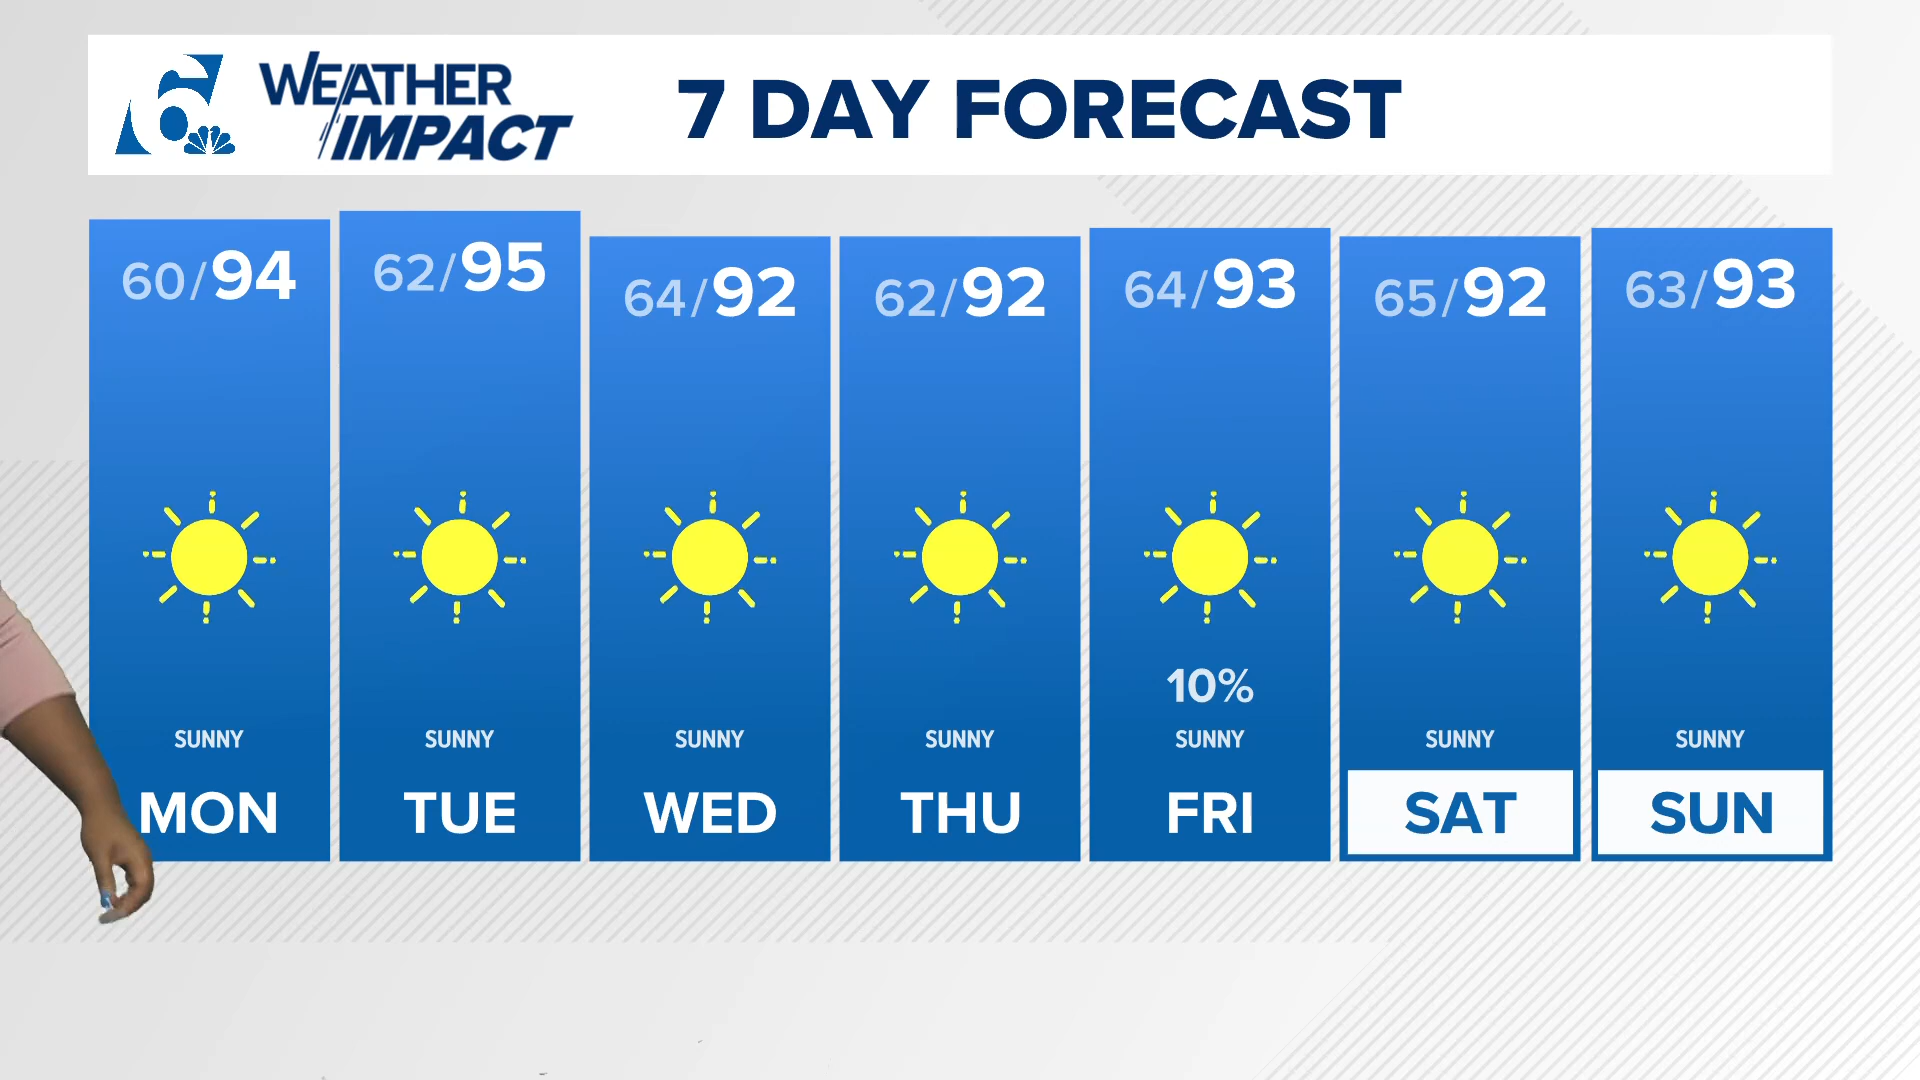 6 WEATHER IMPACT
7 DAY FORECAST
60/94 62/95 64/92 62/92 64/93 65/92 63/93
10%
SUNNY SUNNY SUNNY SUNNY SUNNY SUNNY SUNNY
MON TUE WED THU FRI SAT SUN